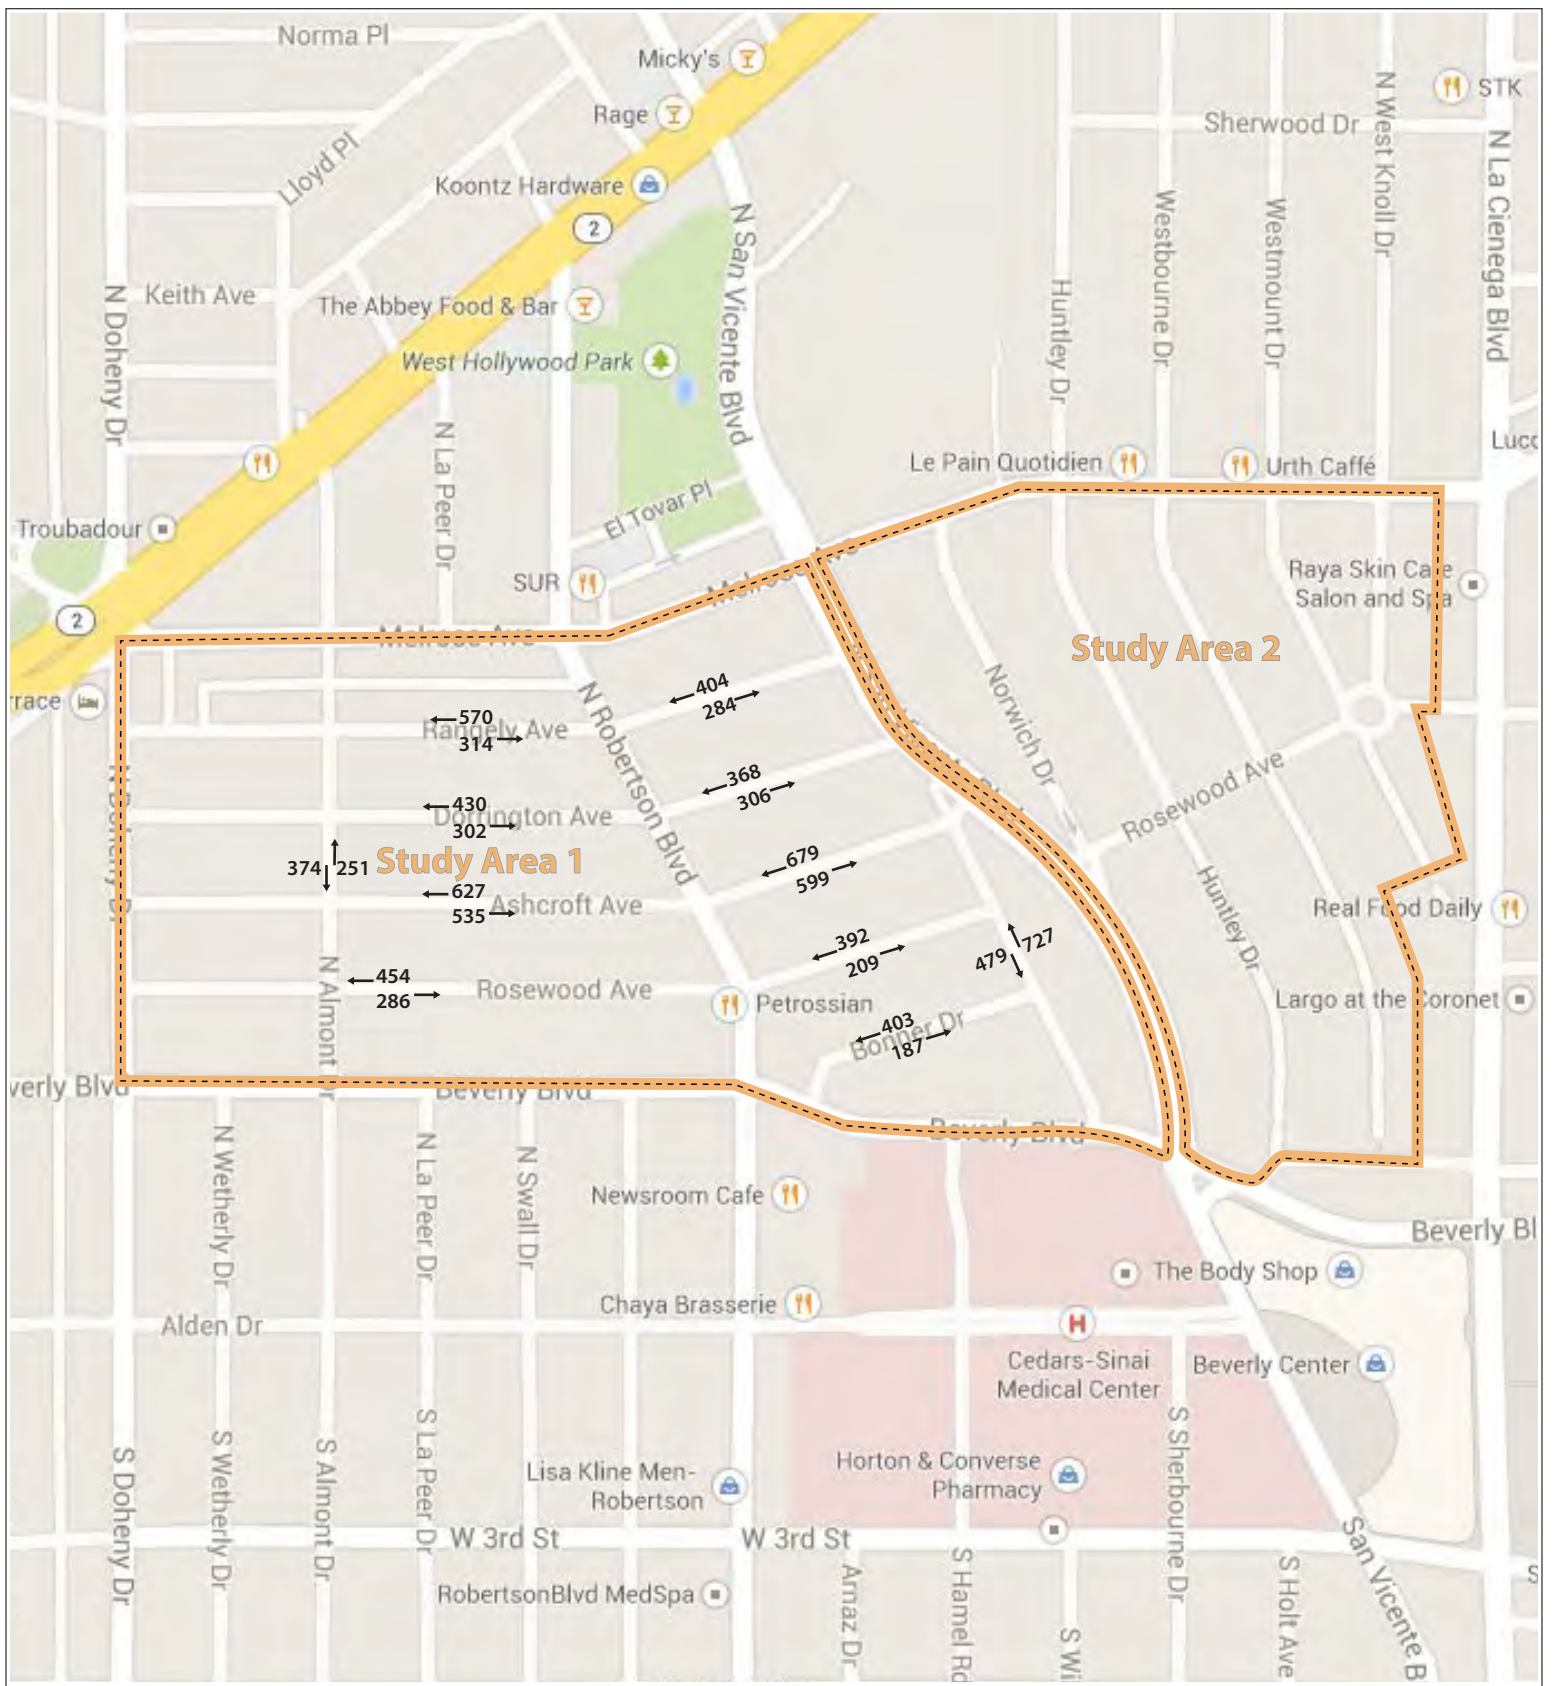 Norma Pl
Micky's
Rage
STK
Sherwood Dr
N West Knoll Dr
N La Cienega Blvd
Lloyd Pl
Koontz Hardware
2
N San Vicente Blvd
Westbourne Dr
Westmount Dr
Huntley Dr
N Doheny Dr
Keith Ave
The Abbey Food & Bar
West Hollywood Park
N La Peer Dr
Le Pain Quotidien
Urth Caffé
El Tovar Pl
Troubadour
SUR
Melrose Ave
Raya Skin Care
Salon and Spa
2
Melrose Ave
Study Area 2
Norwich Dr
404
284
N Robertson Blvd
570
Rangely Ave
314
368
306
Rosewood Ave
430
Dorrington Ave
302
N Doheny Dr
374
251
Study Area 1
679
599
627
Ashcroft Ave
535
Huntley Dr
Real Food Daily
392
209
479
727
N Almont Dr
454
286
Rosewood Ave
Petrossian
Largo at the Coronet
403
Bonner Dr
187
verly Blvd
Beverly Blvd
Beverly Blvd
N Wetherly Dr
N La Peer Dr
N Swall Dr
Newsroom Cafe
Beverly Bl
The Body Shop
Chaya Brasserie
Alden Dr
H
Cedars-Sinai
Medical Center
Beverly Center
S Doheny Dr
S Wetherly Dr
S Almont Dr
S La Peer Dr
Lisa Kline Men-
Robertson
Horton & Converse
Pharmacy
S Sherbourne Dr
W 3rd St
W 3rd St
San Vicente B
RobertsonBlvd MedSpa
Arnaz Dr
S Hamel Rd
S Wi
S Holt Ave